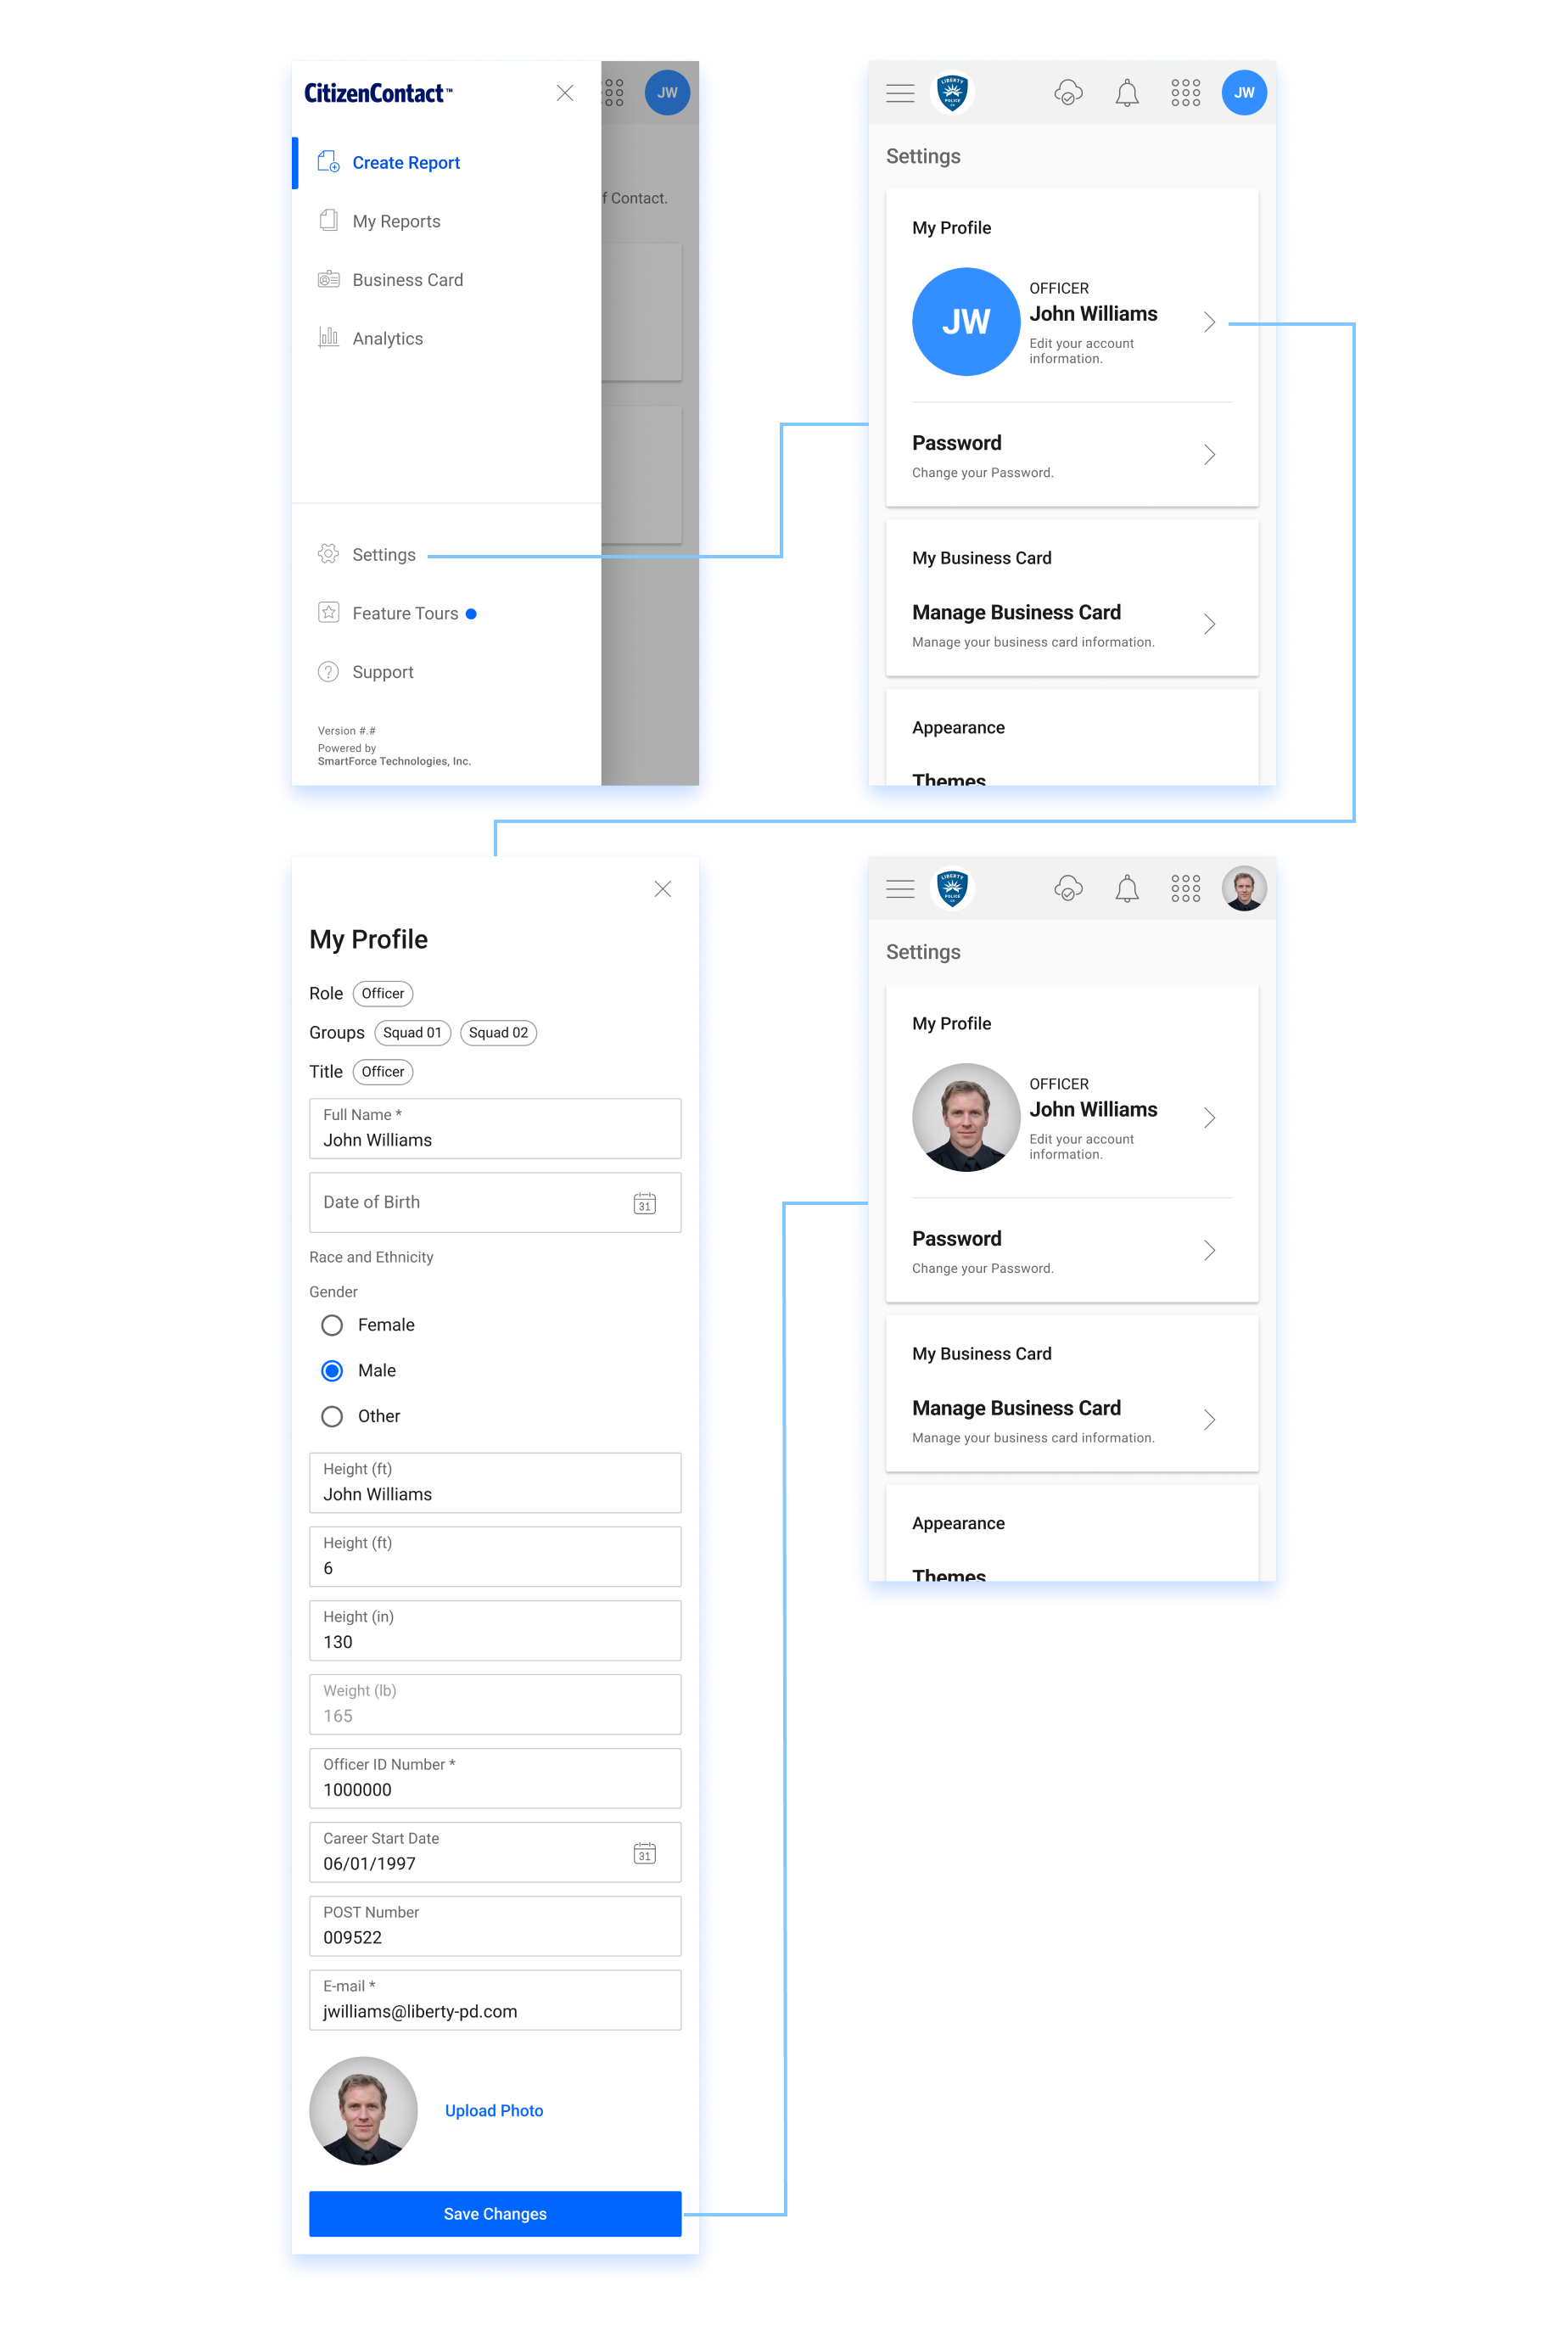 CitizenContact™
JW
Create Report
My Reports
Business Card
Analytics
f Contact.
Settings
Feature Tours
Support
Version #.#
Powered by
SmartForce Technologies, Inc.
LIBERTY
POLICE
JW
Settings
My Profile
JW
OFFICER
John Williams
Edit your account
information.
Password
Change your Password.
My Business Card
Manage Business Card
Manage your business card information.
Appearance
Themes
My Profile
Role Officer
Groups Squad 01 Squad 02
Title Officer
Full Name *
John Williams
Date of Birth
31
Race and Ethnicity
Gender
Female
Male
Other
Height (ft)
John Williams
Height (ft)
6
Height (in)
130
Weight (lb)
165
Officer ID Number *
1000000
Career Start Date
06/01/1997
31
POST Number
009522
E-mail *
jwilliams@liberty-pd.com
Upload Photo
Save Changes
LIBERTY
POLICE
Settings
My Profile
OFFICER
John Williams
Edit your account
information.
Password
Change your Password.
My Business Card
Manage Business Card
Manage your business card information.
Appearance
Themes